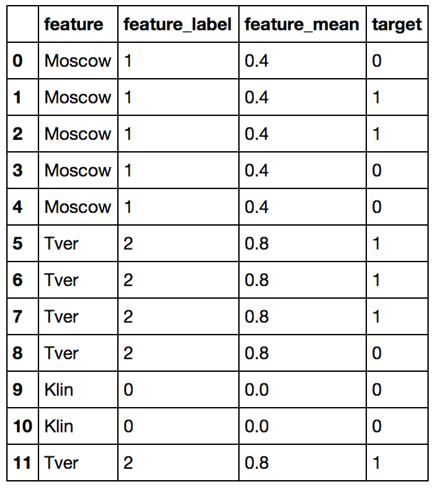 feature feature_label feature_mean target
0 Moscow 1 0.4 0
1 Moscow 1 0.4 1
2 Moscow 1 0.4 1
3 Moscow 1 0.4 0
4 Moscow 1 0.4 0
5 Tver 2 0.8 1
6 Tver 2 0.8 1
7 Tver 2 0.8 1
8 Tver 2 0.8 0
9 Klin 0 0.0 0
10 Klin 0 0.0 0
11 Tver 2 0.8 1